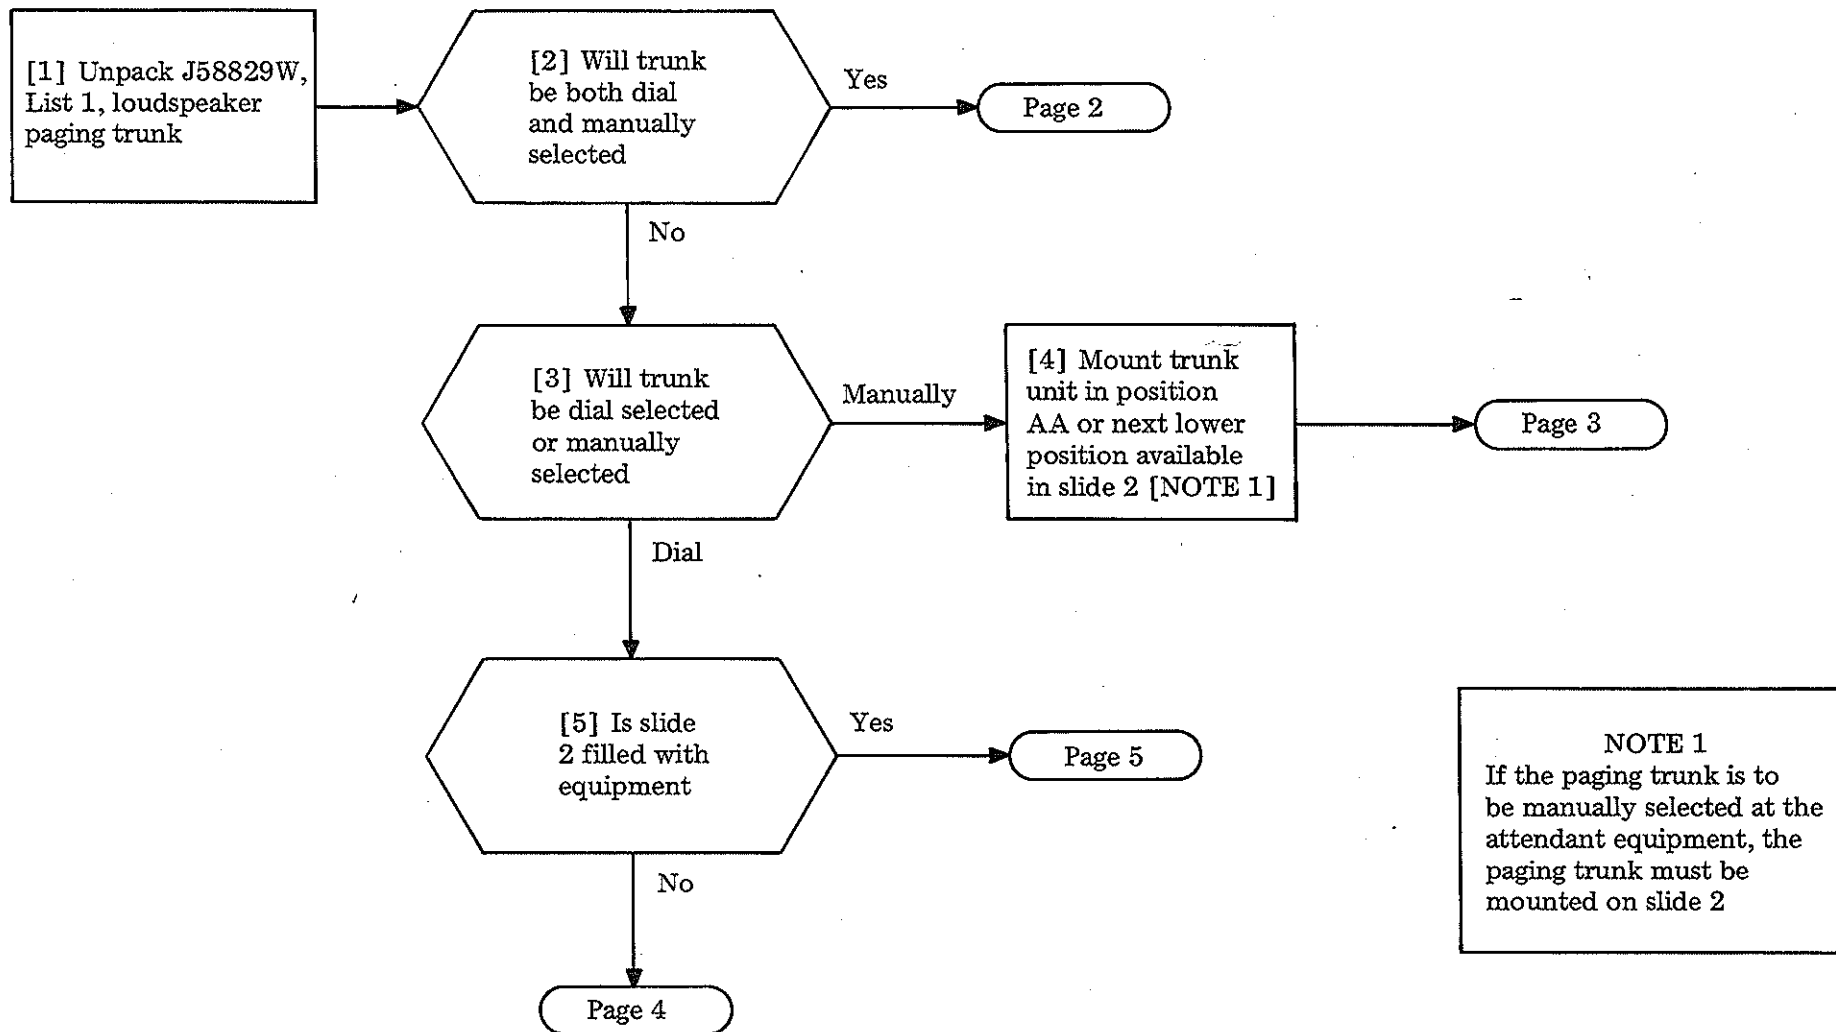 [1] Unpack J58829W,
List 1, loudspeaker
paging trunk
[2] Will trunk
be both dial
and manually
selected
Yes
Page 2
No
[3] Will trunk
be dial selected
or manually
selected
Manually
[4] Mount trunk
unit in position
AA or next lower
position available
in slide 2 [NOTE 1]
Page 3
Dial
[5] Is slide
2 filled with
equipment
Yes
Page 5
No
Page 4
NOTE 1
If the paging trunk is to
be manually selected at the
attendant equipment, the
paging trunk must be
mounted on slide 2